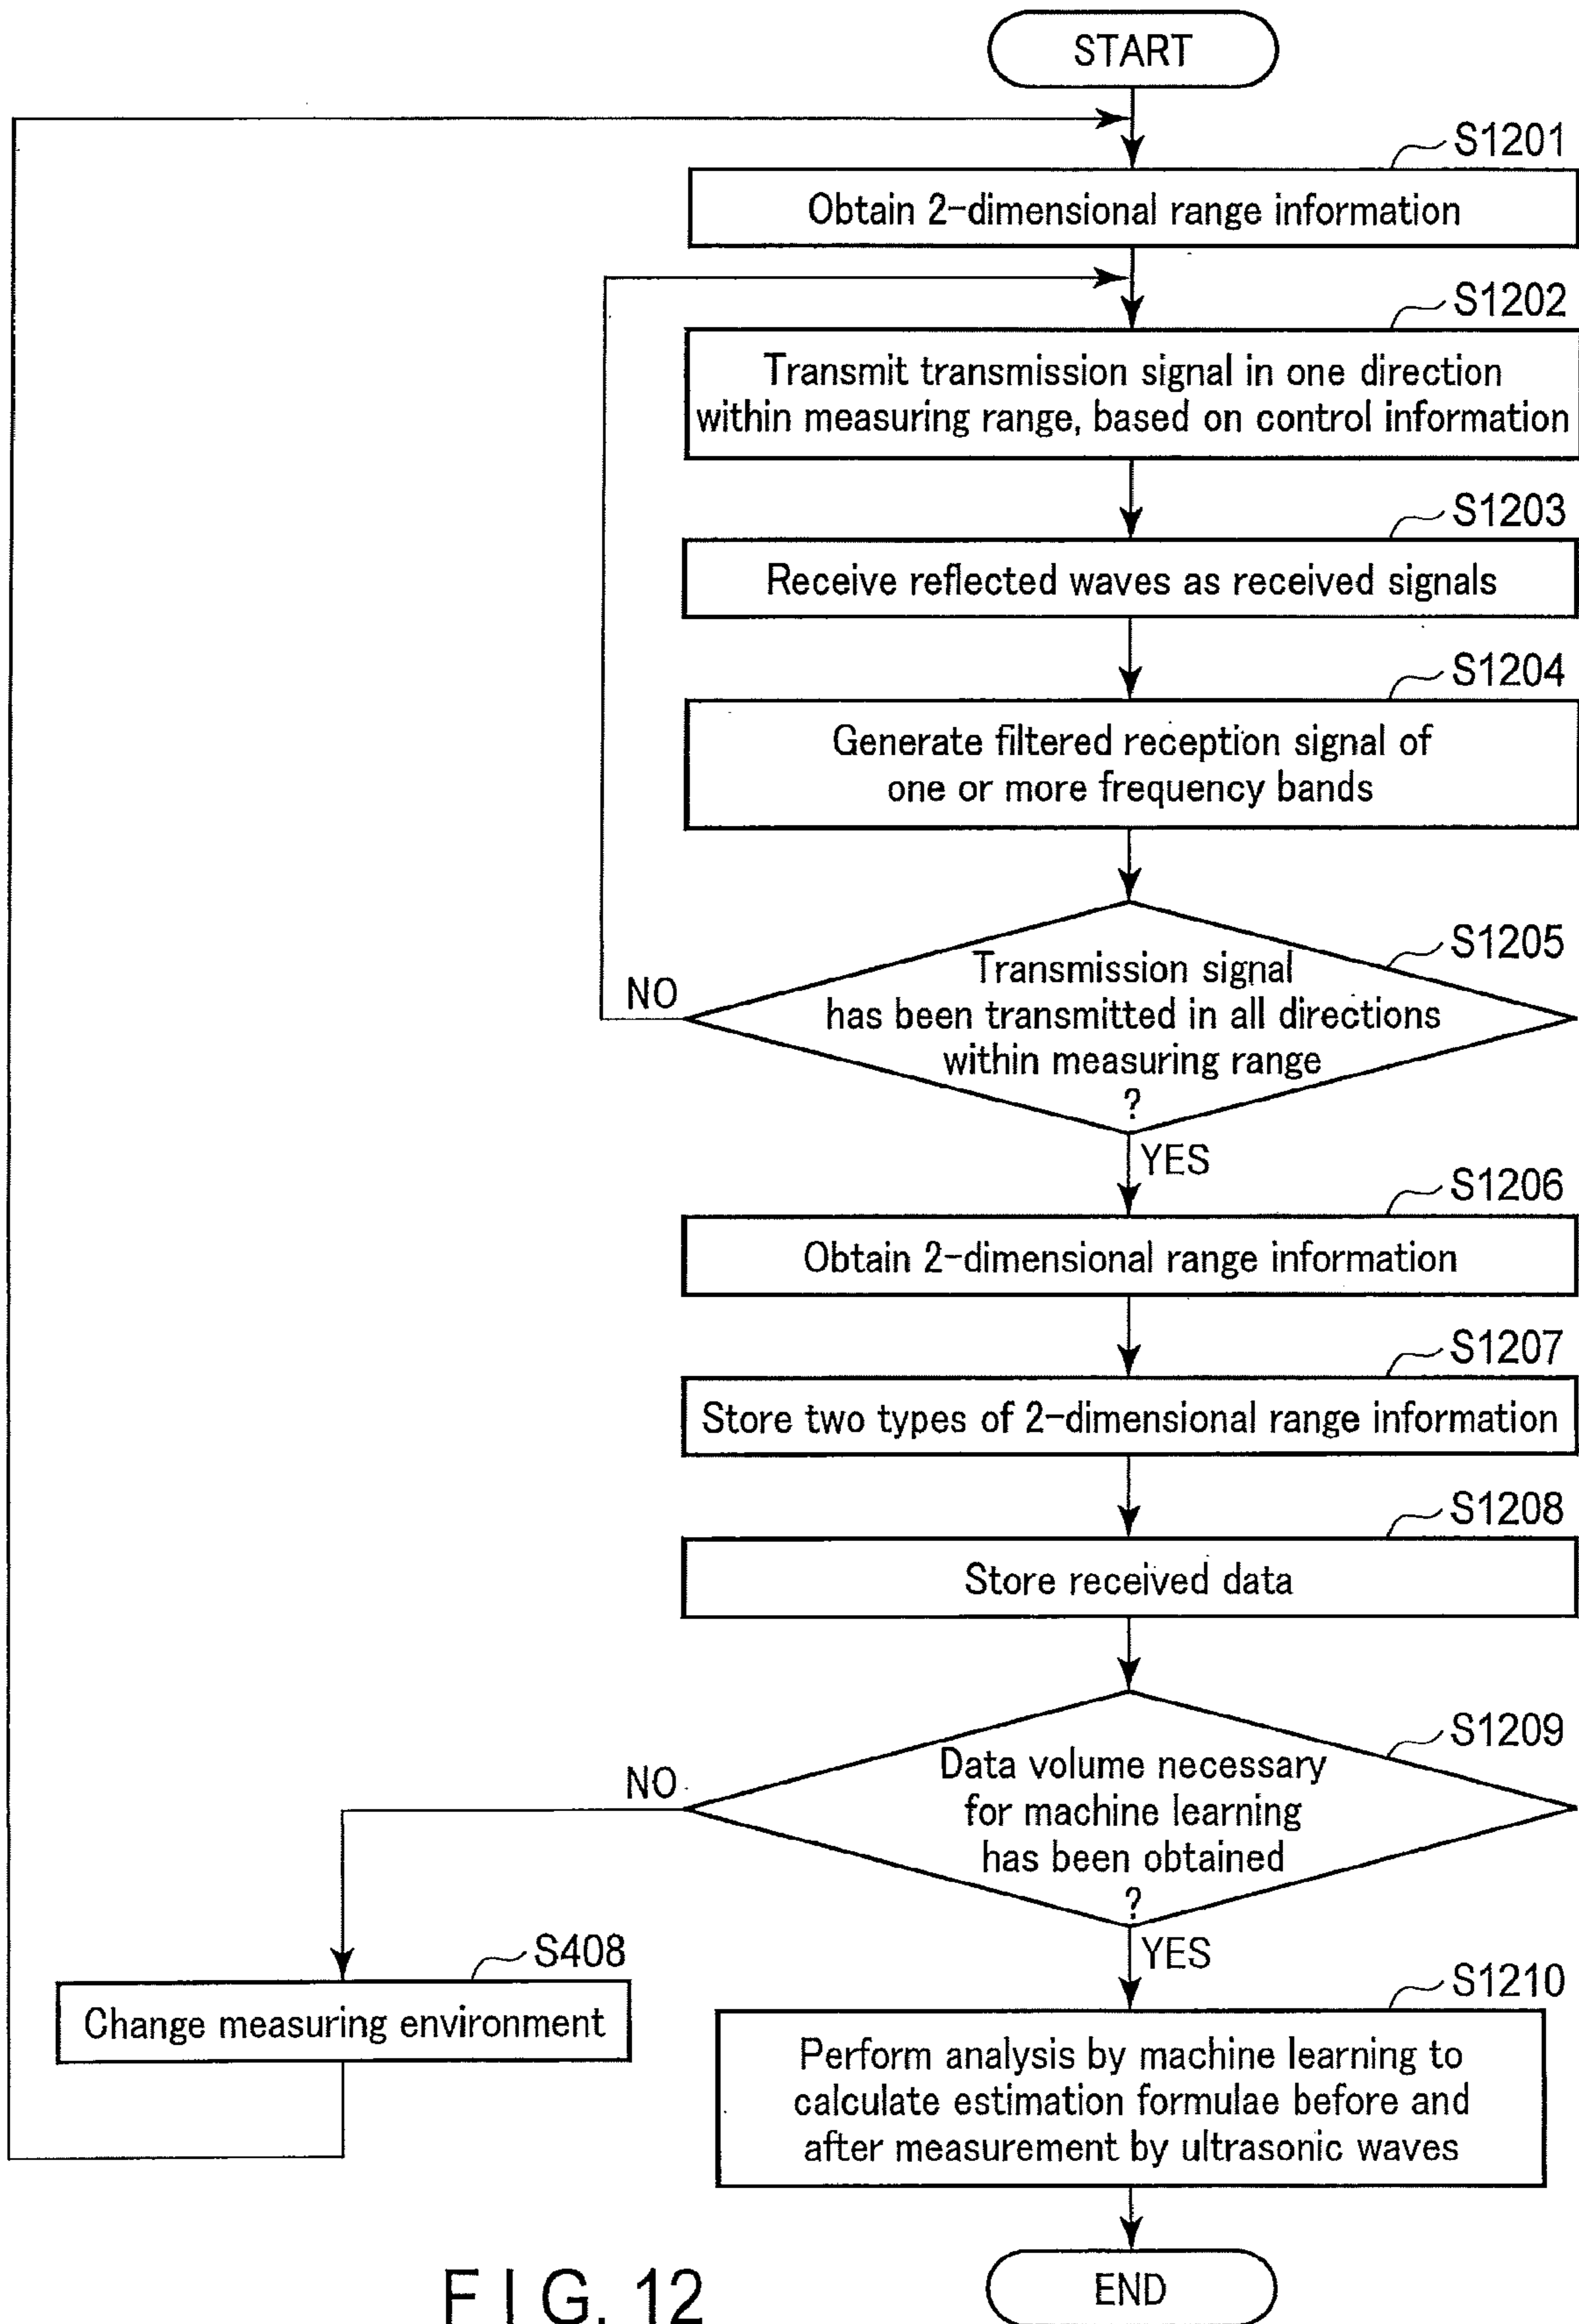 START
S1201
Obtain 2-dimensional range information
S1202
Transmit transmission signal in one direction
within measuring range, based on control information
S1203
Receive reflected waves as received signals
S1204
Generate filtered reception signal of
one or more frequency bands
S1205
Transmission signal
has been transmitted in all directions
within measuring range
?
NO
YES
S1206
Obtain 2-dimensional range information
S1207
Store two types of 2-dimensional range information
S1208
Store received data
S1209
Data volume necessary
for machine learning
has been obtained
?
NO
YES
S408
Change measuring environment
S1210
Perform analysis by machine learning to
calculate estimation formulae before and
after measurement by ultrasonic waves
END
FIG. 12